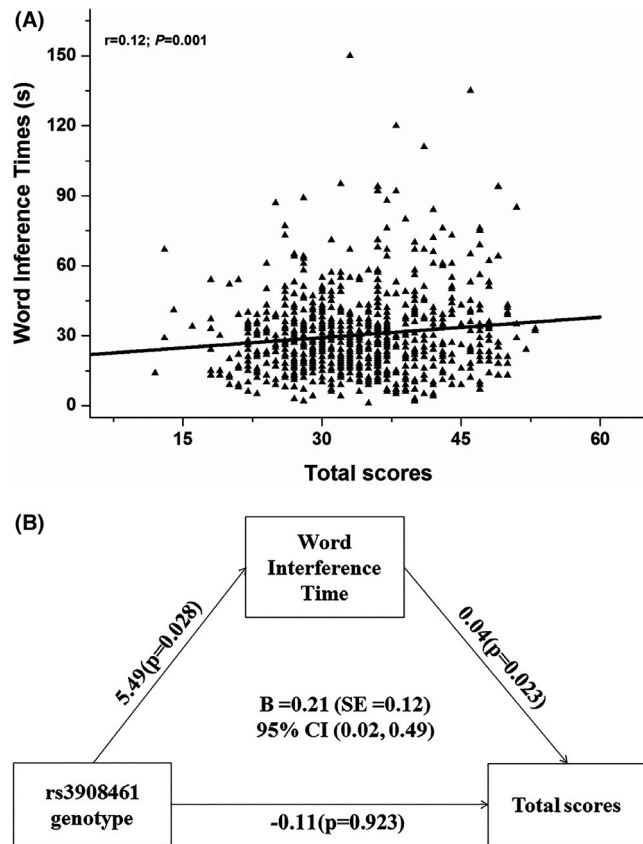 (A)
r=0.12; P=0.001
Word Inference Times (s)
150
120
90
60
30
0
15
30
45
60
Total scores
(B)
Word
Interference
Time
5.49(p=0.028)
0.04(p=0.023)
B =0.21 (SE =0.12)
95% CI (0.02, 0.49)
rs3908461
genotype
Total scores
-0.11(p=0.923)